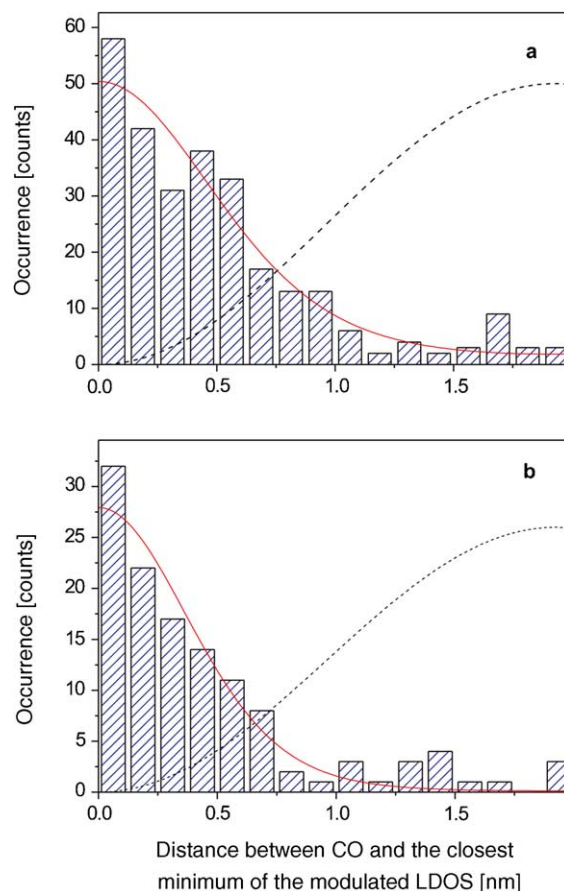 a
60
50
40
30
20
10
0
Occurrence [counts]
0.0 0.5 1.0 1.5
b
30
25
20
15
10
5
0
Occurrence [counts]
0.0 0.5 1.0 1.5
Distance between CO and the closest
minimum of the modulated LDOS [nm]